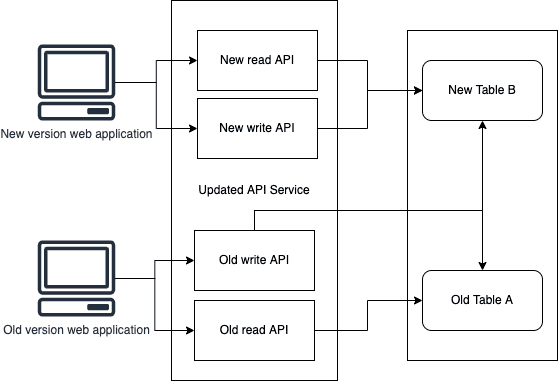 New read API
New Table B
New write API
New version web application
Updated API Service
Old write API
Old Table A
Old read API
Old version web application